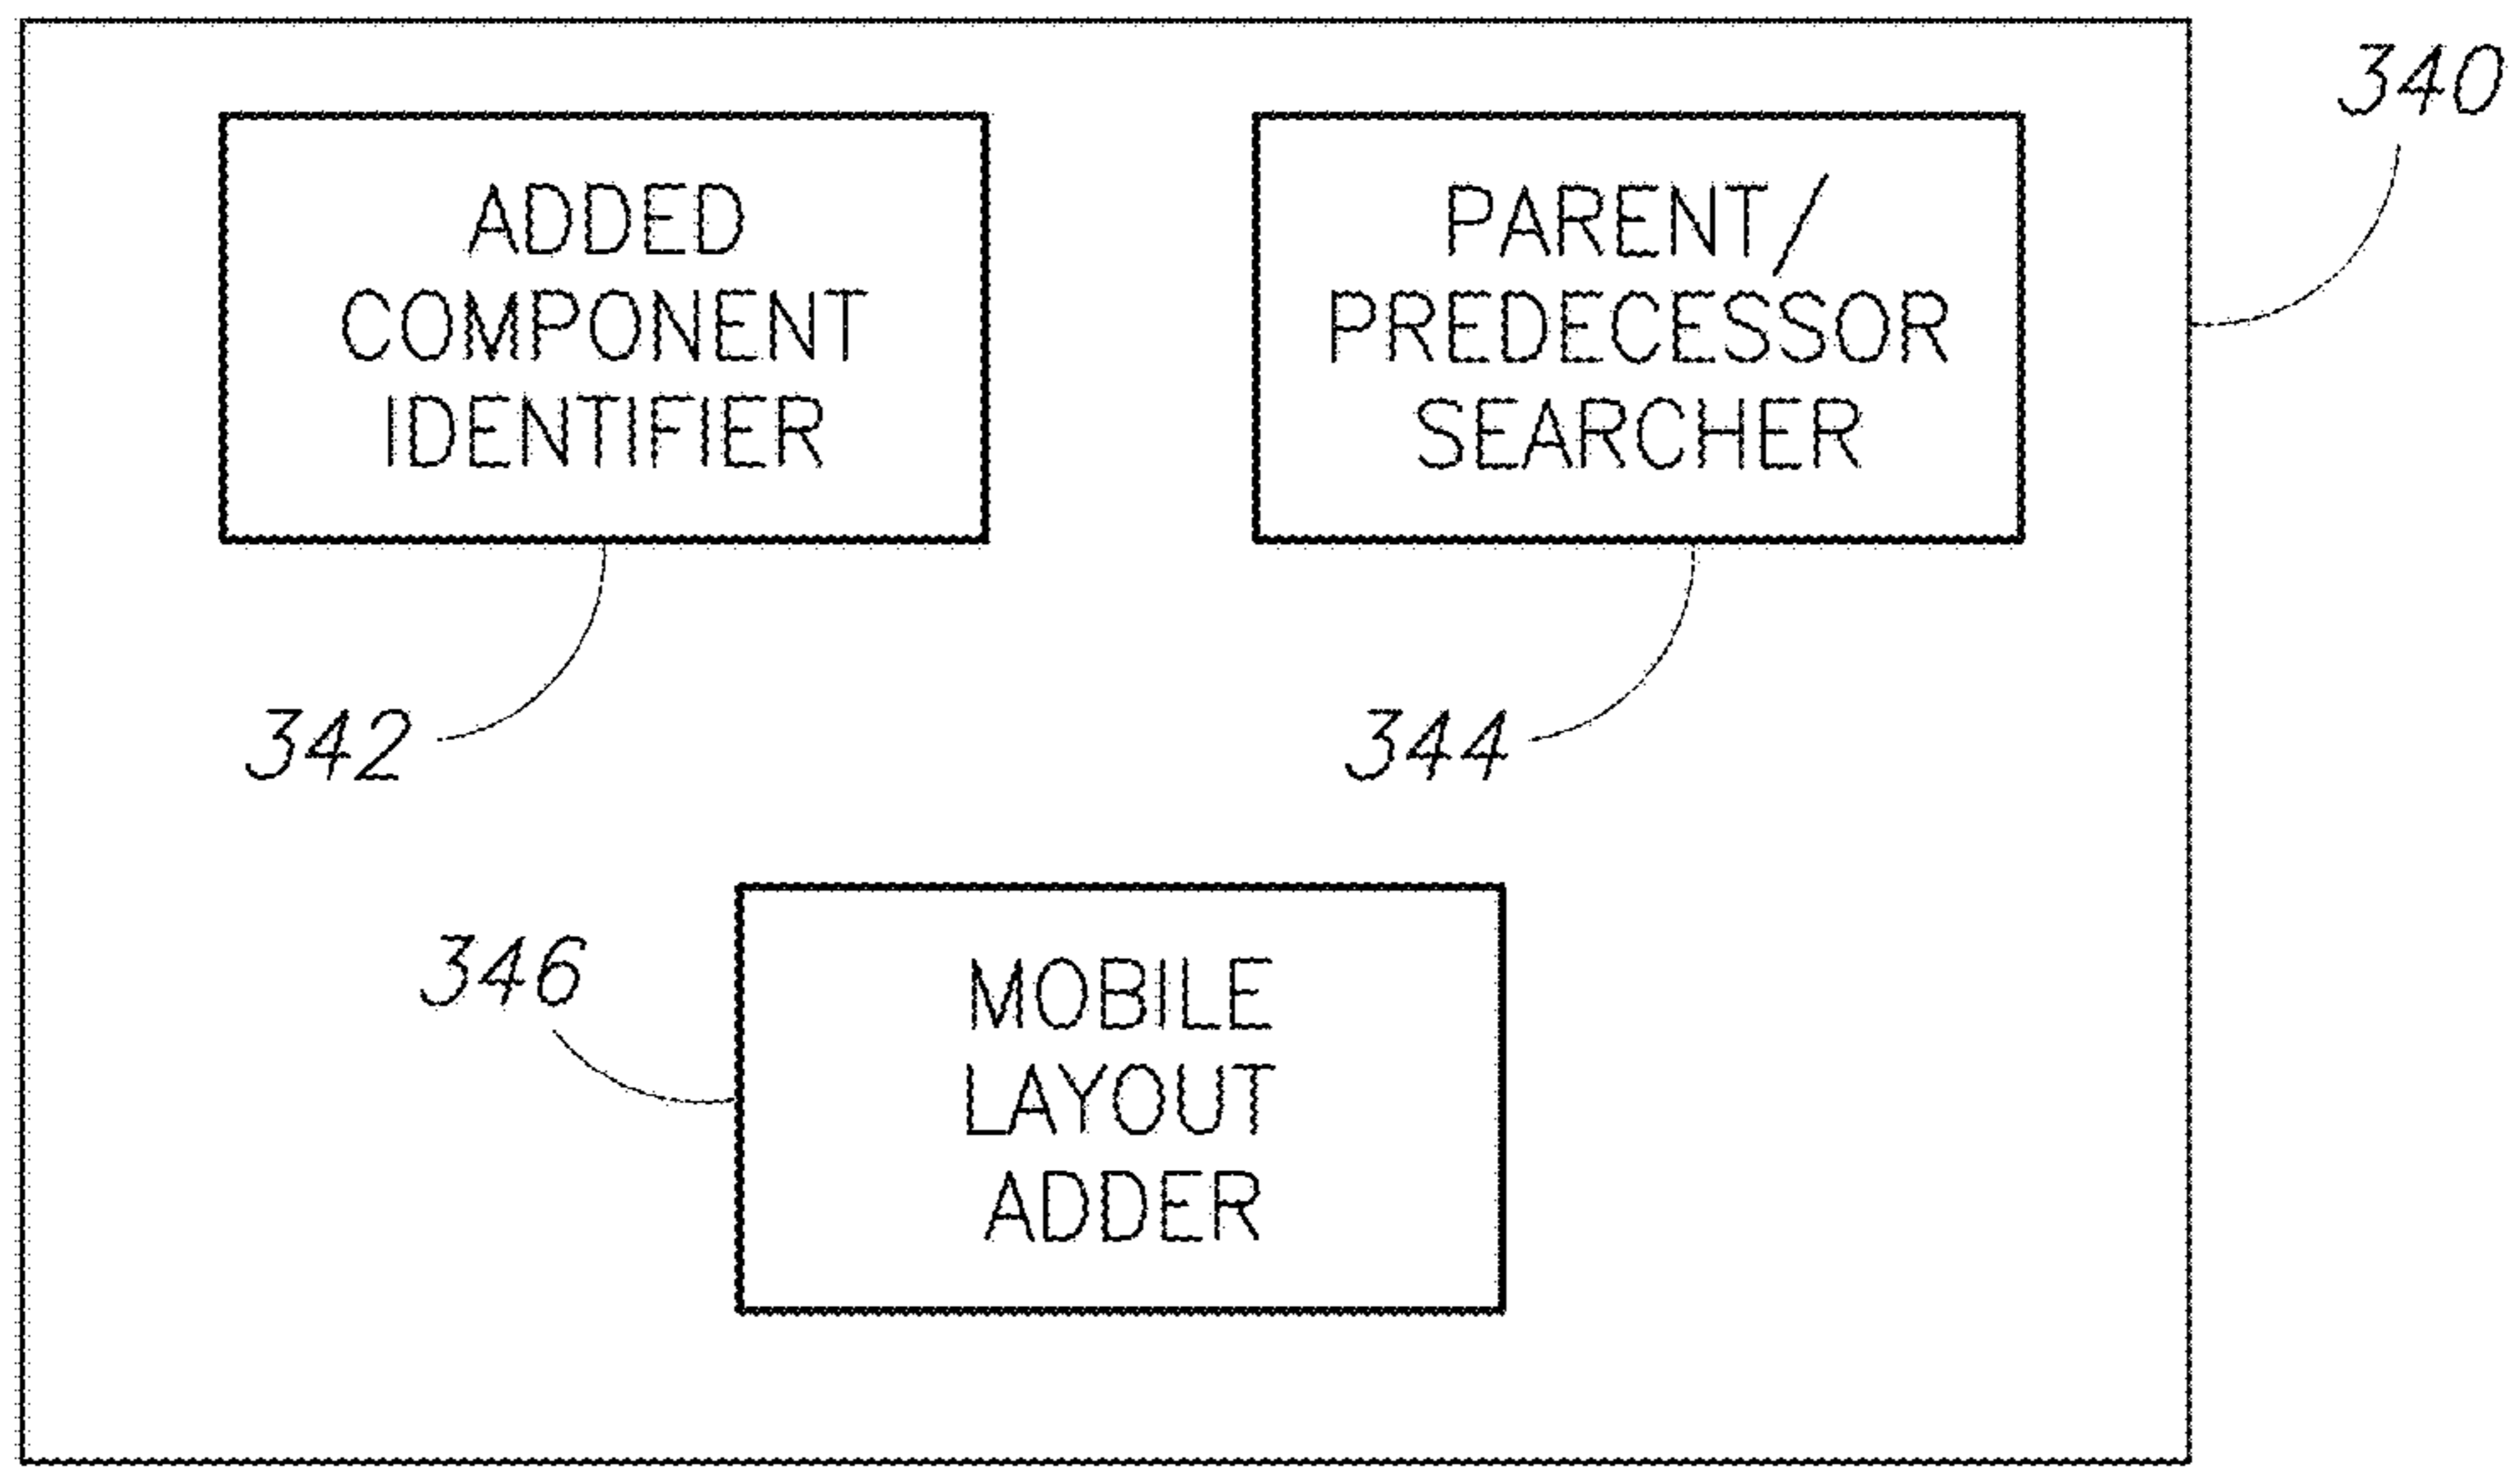 340
ADDED
COMPONENT
IDENTIFIER
PARENT/
PREDECESSOR
SEARCHER
342
344
346
MOBILE
LAYOUT
ADDER